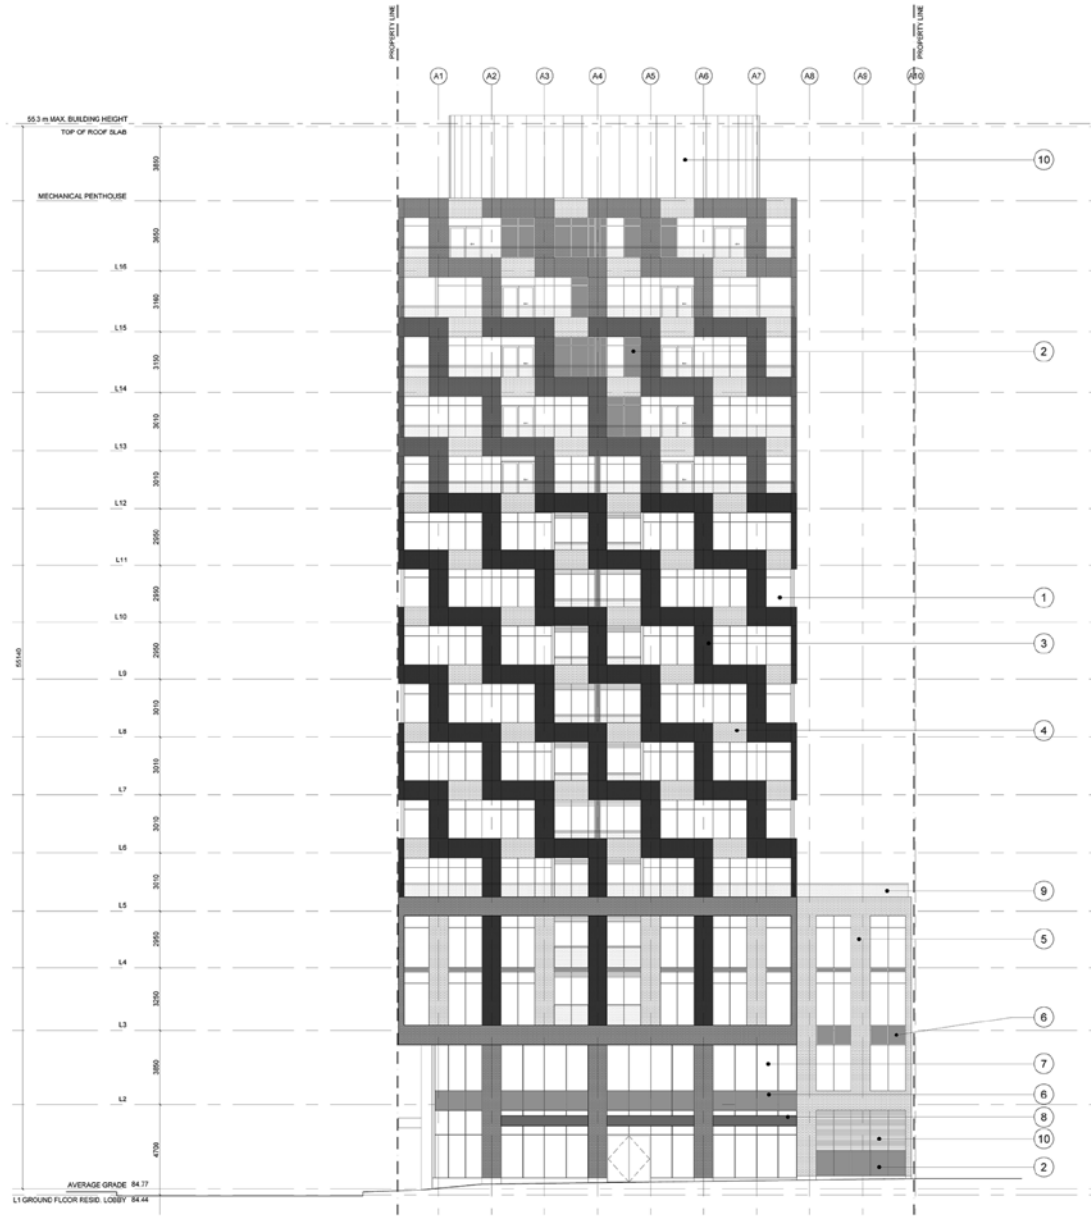 PROPERTY LINE
PROPERTY LINE
A1 A2 A3 A4 A5 A6 A7 A8 A9 A10
55.3 m MAX. BUILDING HEIGHT
TOP OF ROOF SLAB
3850
10
MECHANICAL PENTHOUSE
3650
L16
3160
L15
3150
2
L14
3010
L13
3010
L12
2950
L11
2950
1
L10
2950
3
55140
L9
3010
L8
4
3010
L7
3010
L6
3010
9
L5
2950
5
L4
3250
6
L3
3850
7
6
L2
8
4708
10
2
AVERAGE GRADE 84.77
L1 GROUND FLOOR RESID. LOBBY 84.44